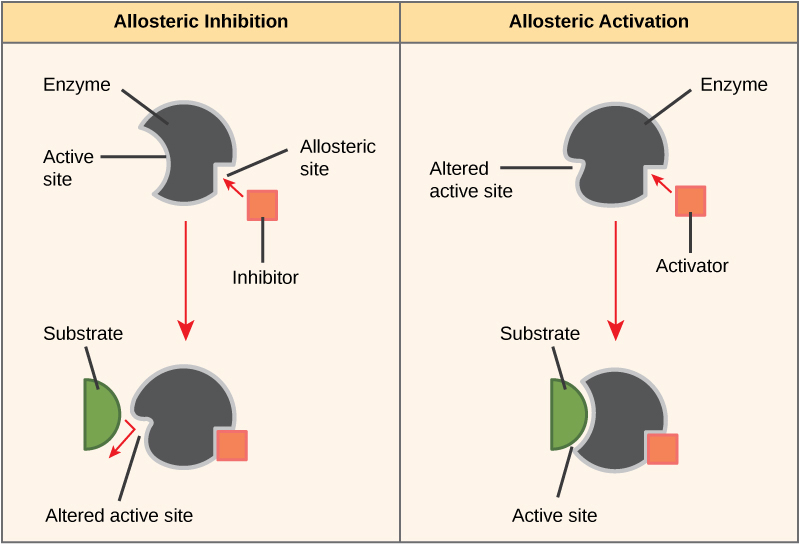 Allosteric Inhibition
Enzyme
Active
site
Allosteric
site
Inhibitor
Substrate
Altered active site
Allosteric Activation
Enzyme
Altered
active site
Activator
Substrate
Active site